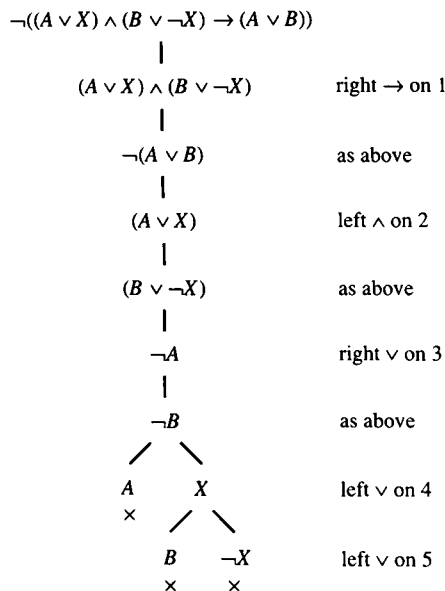 ¬((A ∨ X) ∧ (B ∨ ¬X) → (A ∨ B))
(A ∨ X) ∧ (B ∨ ¬X) right → on 1
¬(A ∨ B) as above
(A ∨ X) left ∧ on 2
(B ∨ ¬X) as above
¬A right ∨ on 3
¬B as above
A X left ∨ on 4
×
B ¬X left ∨ on 5
× ×